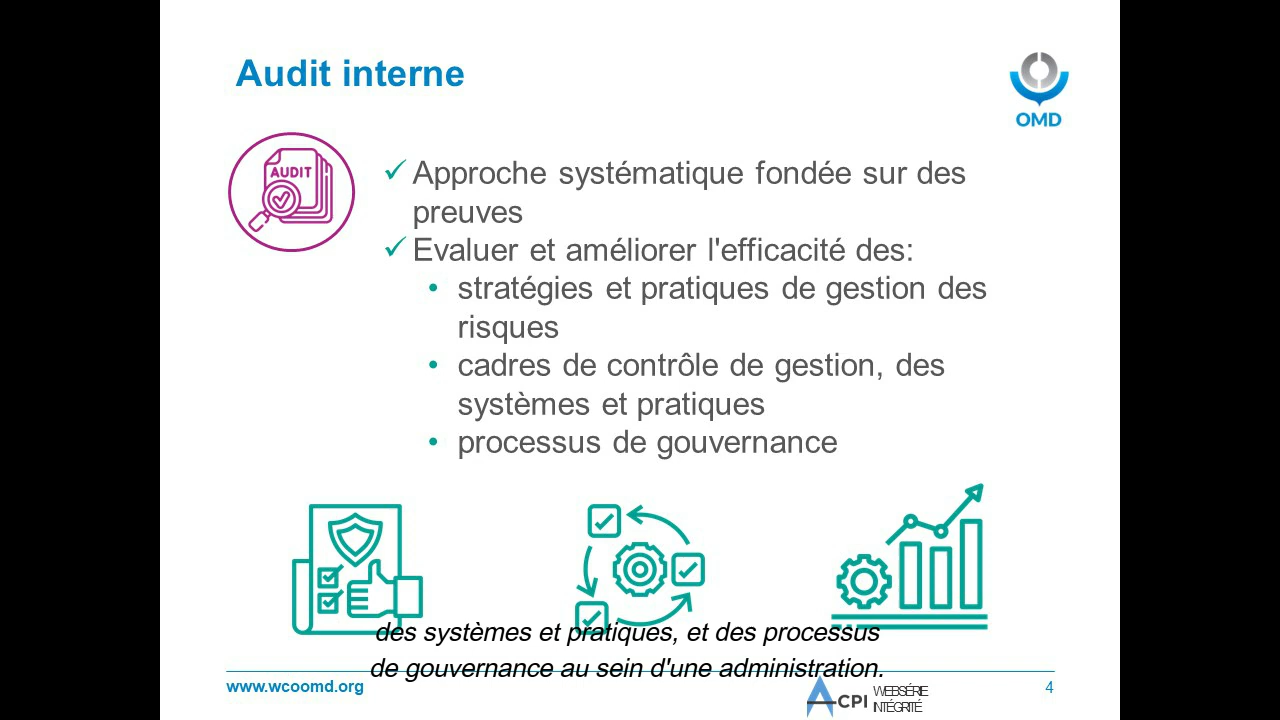 Audit interne
OMD
AUDIT
Approche systématique fondée sur des
preuves
Evaluer et améliorer l'efficacité des:
• stratégies et pratiques de gestion des
risques
• cadres de contrôle de gestion, des
systèmes et pratiques
• processus de gouvernance
des systèmes et pratiques, et des processus
de gouvernance au sein d'une administration.
www.wcoomd.org
ACPI WEBSÉRIE
INTÉGRITÉ
4